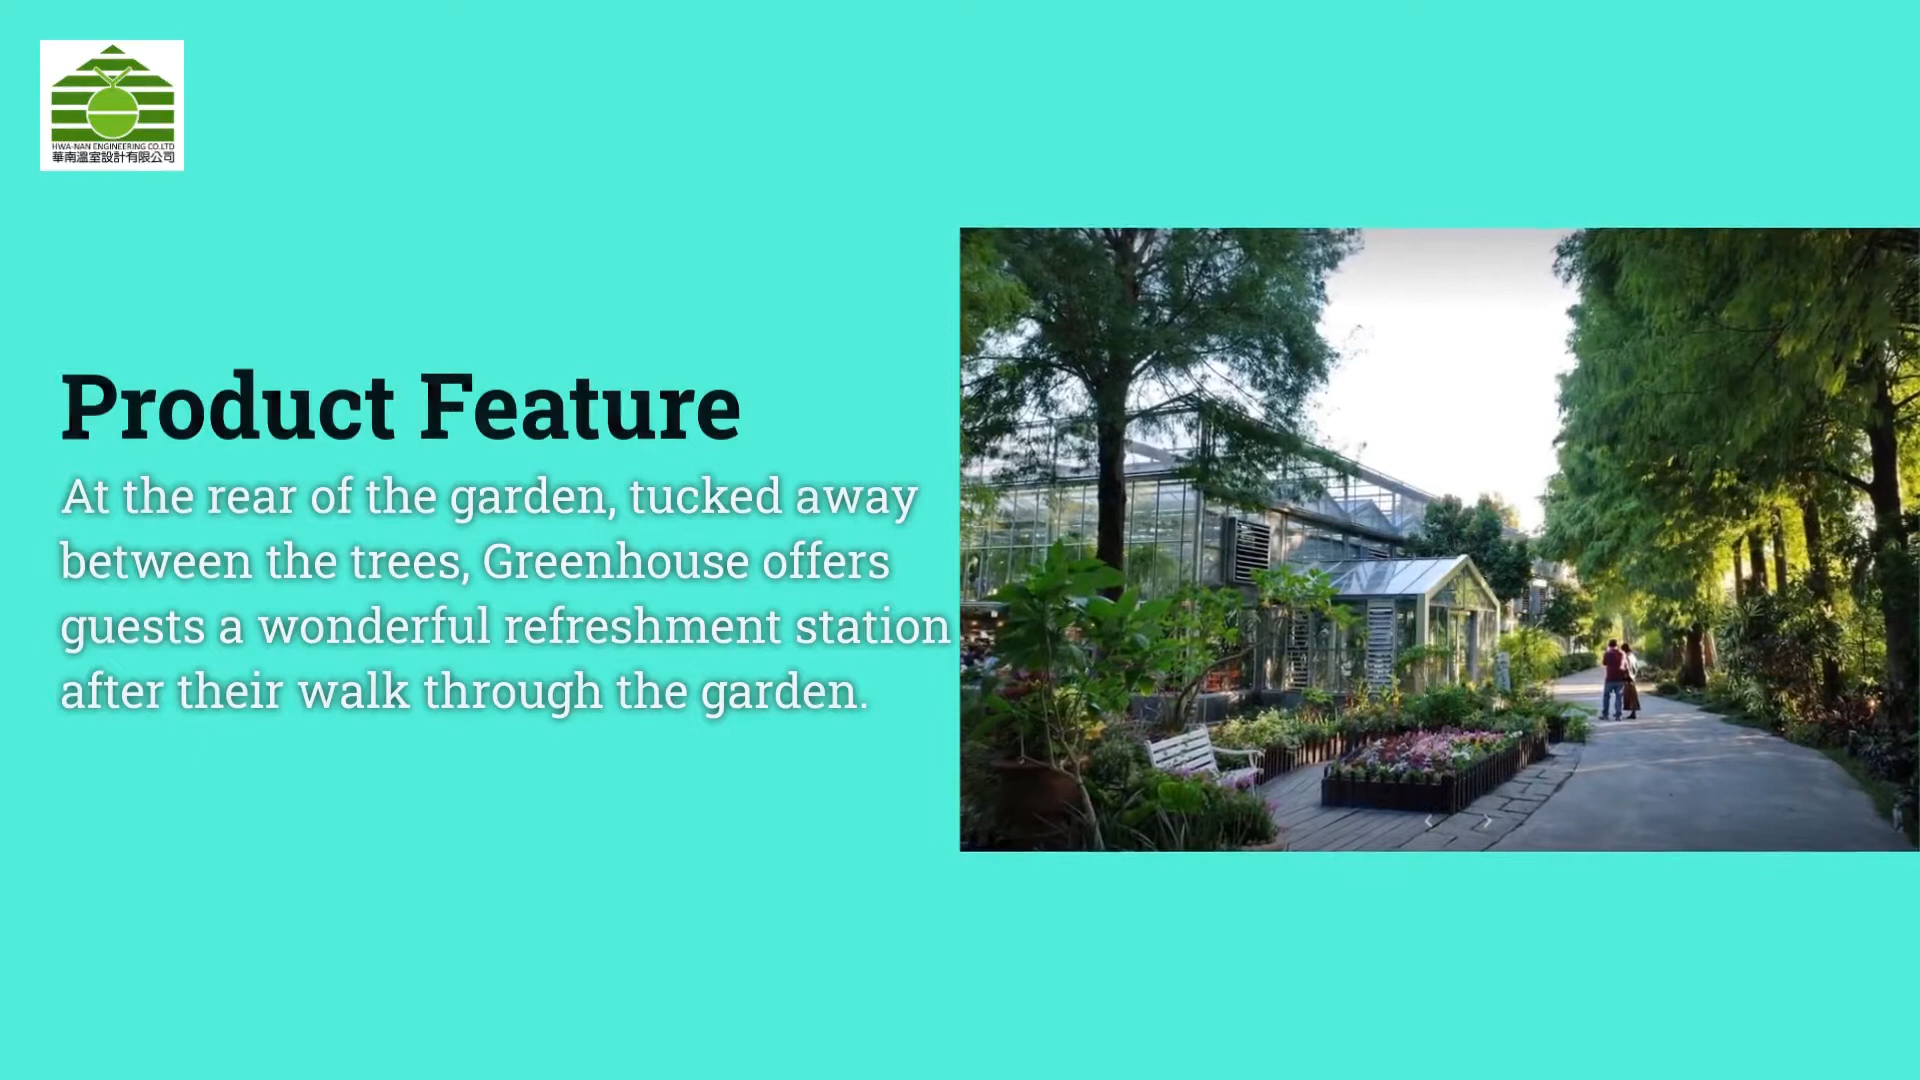 HWA-NAN ENGINEERING CO.LTD
華南溫室設計有限公司
Product Feature
At the rear of the garden, tucked away
between the trees, Greenhouse offers
guests a wonderful refreshment station
after their walk through the garden.